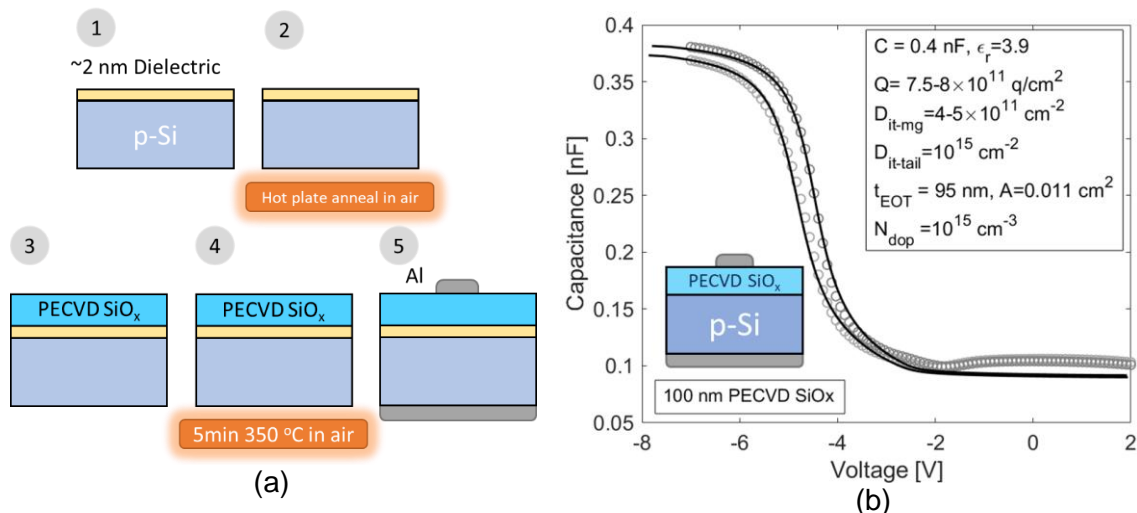 1
2
~2 nm Dielectric
p-Si
Hot plate anneal in air
3
4
5
Al
PECVD SiOₓ
PECVD SiOₓ
5min 350 °C in air
(a)
0.4
0.35
0.3
0.25
0.2
0.15
0.1
0.05
Capacitance [nF]
C = 0.4 nF, ϵᵣ=3.9
Q= 7.5-8×10¹¹ q/cm²
D_it-mg=4-5×10¹¹ cm⁻²
D_it-tail=10¹⁵ cm⁻²
t_EOT = 95 nm, A=0.011 cm²
N_dop=10¹⁵ cm⁻³
PECVD SiOₓ
p-Si
100 nm PECVD SiOx
-8 -6 -4 -2 0 2
Voltage [V]
(b)